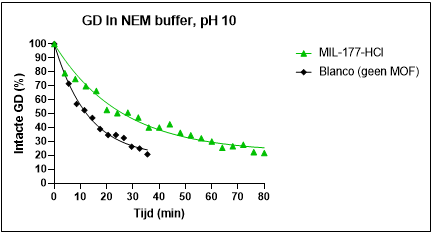 GD In NEM buffer, pH 10
Intacte GD (%)
100
90
80
70
60
50
40
30
20
10
0
0 10 20 30 40 50 60 70 80
Tijd (min)
MIL-177-HCl
Blanco (geen MOF)